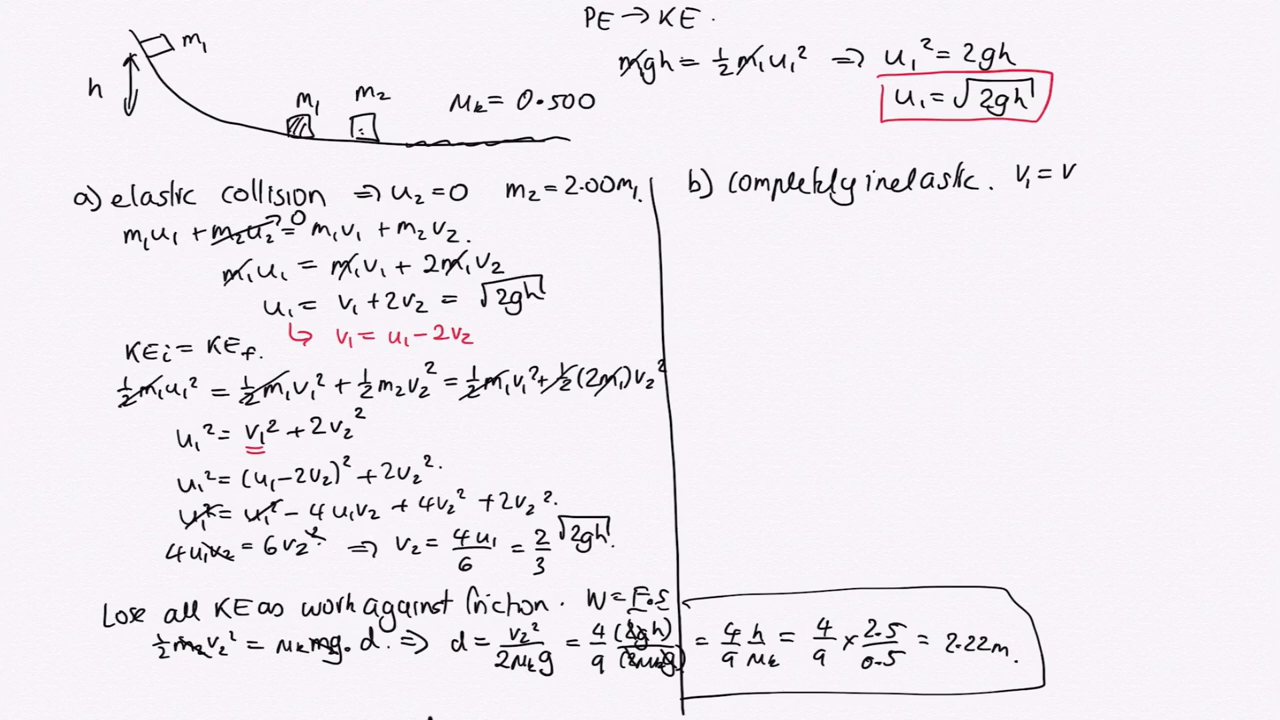 PE → KE.
m₁
mgh = ½m₁u₁² ⇒ u₁² = 2gh
h
m₁ m₂ μₖ = 0.500
u₁ = √2gh
a) elastic collision ⇒ u₂=0 m₂ = 2.00m₁.
m₁u₁ + m₂u₂ = m₁v₁ + m₂v₂.
0
m₁u₁ = m₁v₁ + 2m₁v₂
u₁ = v₁ + 2v₂ = √2gh
↳ v₁ = u₁ - 2v₂
KEi = KEf.
½m₁u₁² = ½m₁v₁² + ½m₂v₂² = ½m₁v₁² + ½(2m₁)v₂²
u₁² = v₁² + 2v₂²
u₁² = (u₁-2v₂)² + 2v₂².
u₁² = u₁² - 4u₁v₂ + 4v₂² + 2v₂².
4u₁v₂ = 6v₂² ⇒ v₂ = 4u₁/6 = 2/3 √2gh.
Lose all KE as work against friction. W = F.s
½m₂v₂² = μₖmg.d. ⇒ d = v₂²/2μₖg = 4/9 (2gh)/(2μₖg) = 4/9 h/μₖ = 4/9 × 2.5/0.5 = 2.22m.
b) completely inelastic. v₁ = v